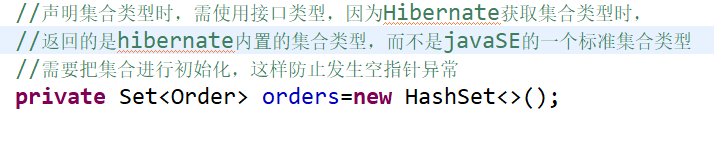 //声明集合类型时，需使用接口类型，因为Hibernate获取集合类型时，
//返回的是hibernate内置的集合类型，而不是javaSE的一个标准集合类型
//需要把集合进行初始化，这样防止发生空指针异常
private Set<Order> orders=new HashSet<>();